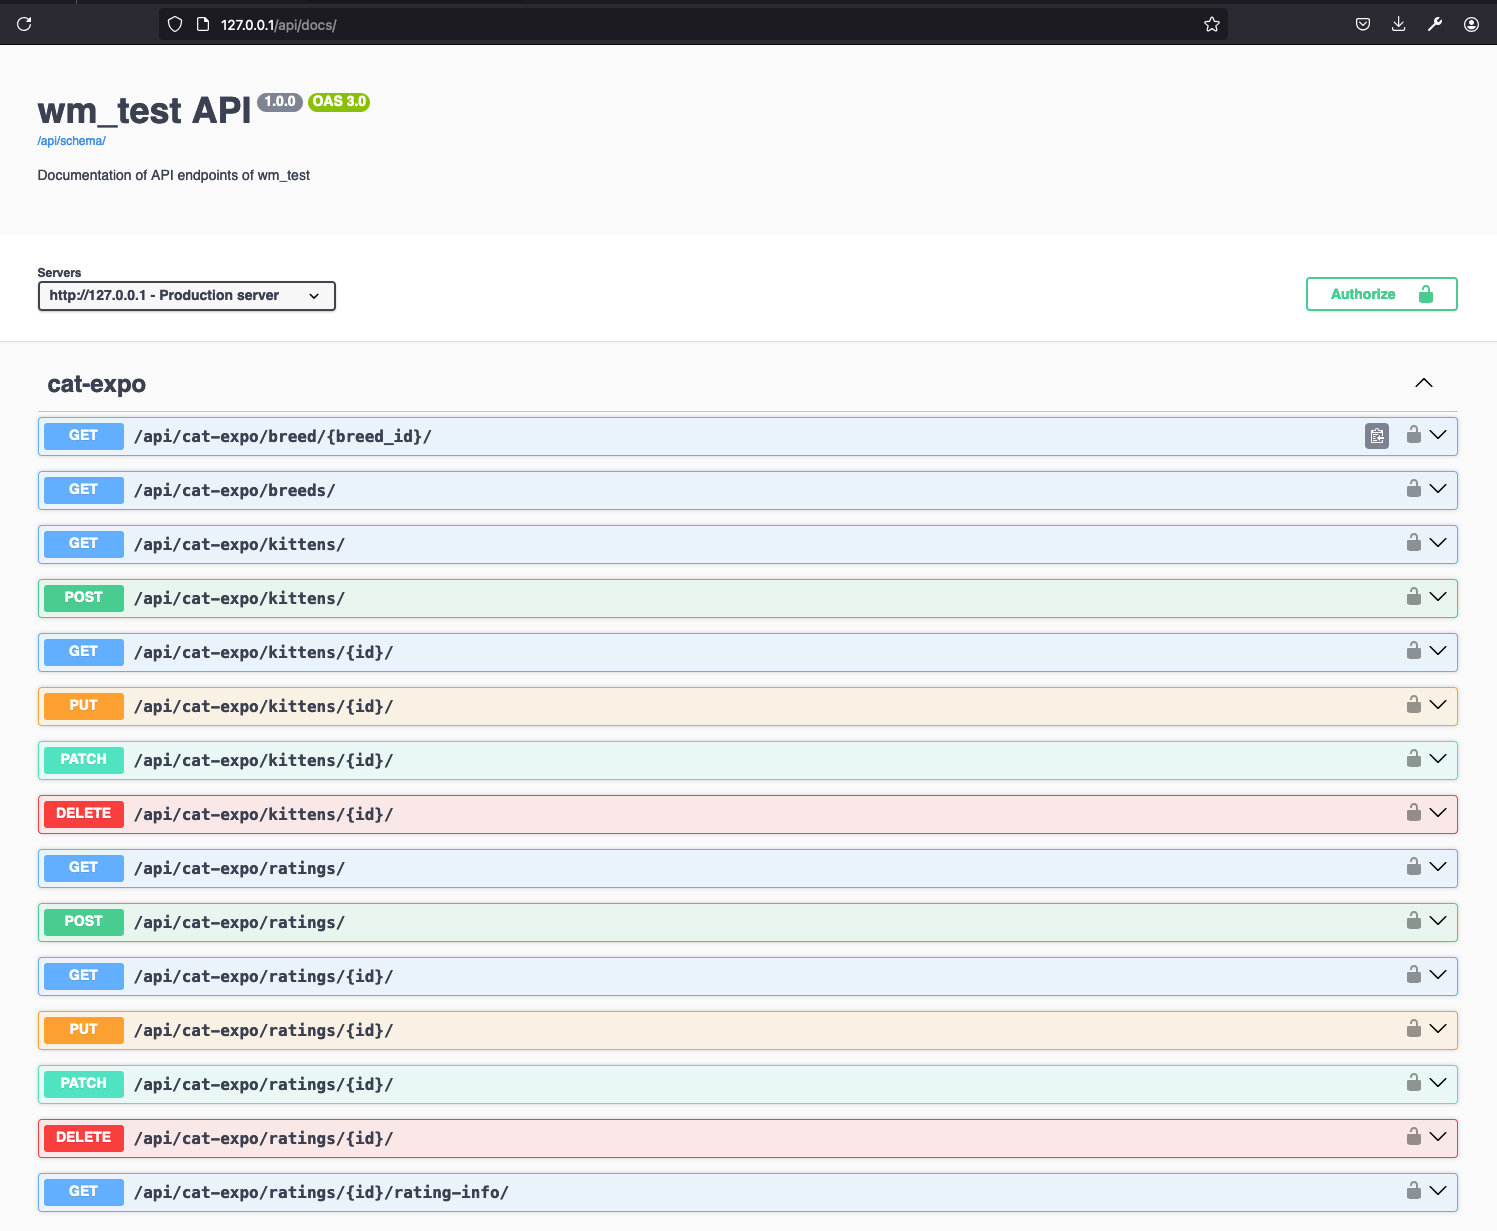 127.0.0.1/api/docs/
wm_test API 1.0.0 OAS 3.0
/api/schema/
Documentation of API endpoints of wm_test
Servers
http://127.0.0.1 - Production server
Authorize
cat-expo
GET /api/cat-expo/breed/{breed_id}/
GET /api/cat-expo/breeds/
GET /api/cat-expo/kittens/
POST /api/cat-expo/kittens/
GET /api/cat-expo/kittens/{id}/
PUT /api/cat-expo/kittens/{id}/
PATCH /api/cat-expo/kittens/{id}/
DELETE /api/cat-expo/kittens/{id}/
GET /api/cat-expo/ratings/
POST /api/cat-expo/ratings/
GET /api/cat-expo/ratings/{id}/
PUT /api/cat-expo/ratings/{id}/
PATCH /api/cat-expo/ratings/{id}/
DELETE /api/cat-expo/ratings/{id}/
GET /api/cat-expo/ratings/{id}/rating-info/